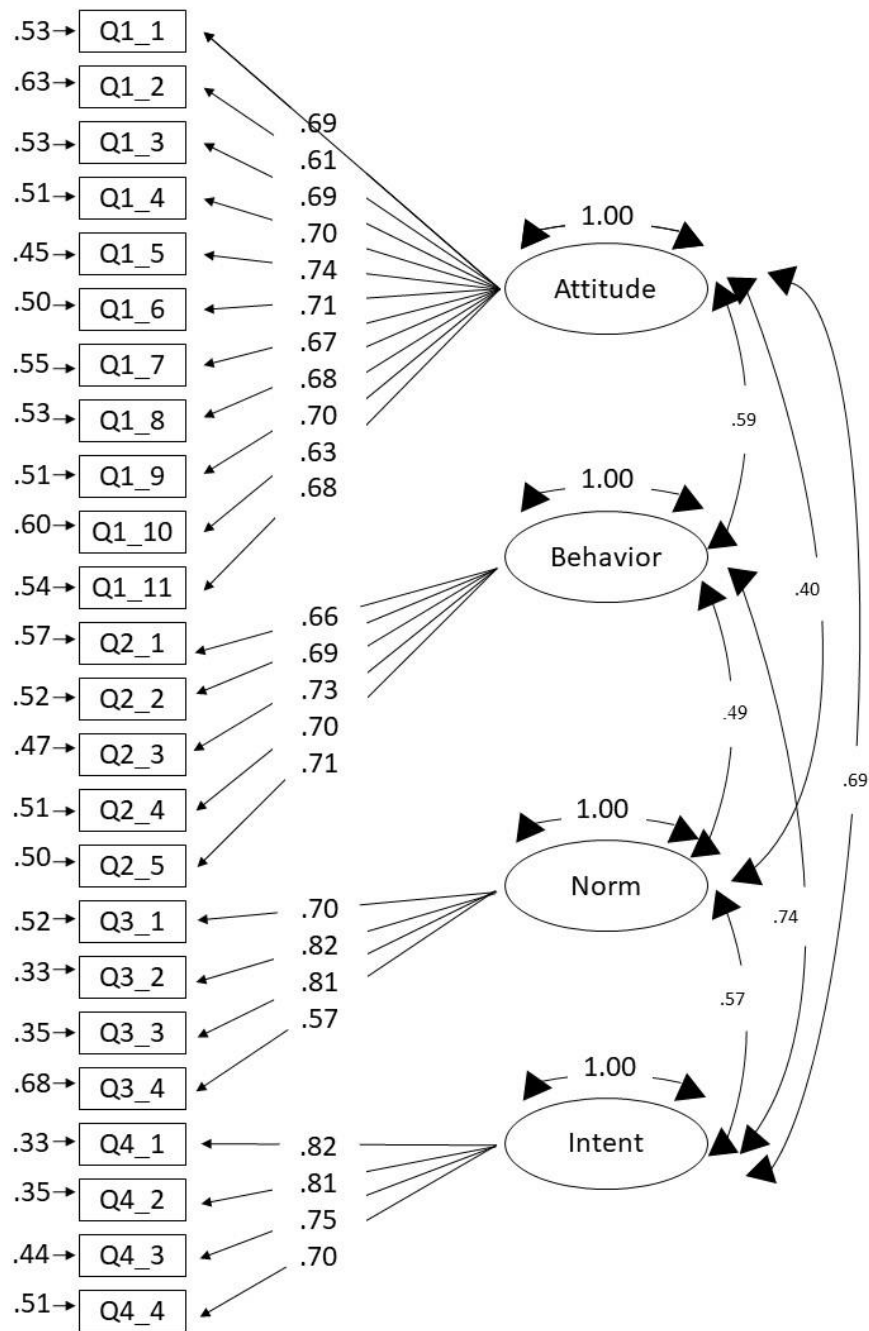 .53 Q1_1
.63 Q1_2
.53 Q1_3
.51 Q1_4
.45 Q1_5
.50 Q1_6
.55 Q1_7
.53 Q1_8
.51 Q1_9
.60 Q1_10
.54 Q1_11
.57 Q2_1
.52 Q2_2
.47 Q2_3
.51 Q2_4
.50 Q2_5
.52 Q3_1
.33 Q3_2
.35 Q3_3
.68 Q3_4
.33 Q4_1
.35 Q4_2
.44 Q4_3
.51 Q4_4
.69
.61
.69
.70
.74
.71
.67
.68
.70
.63
.68
.66
.69
.73
.70
.71
.70
.82
.81
.57
.82
.81
.75
.70
1.00
Attitude
1.00
Behavior
1.00
Norm
1.00
Intent
.59
.40
.49
.69
.74
.57